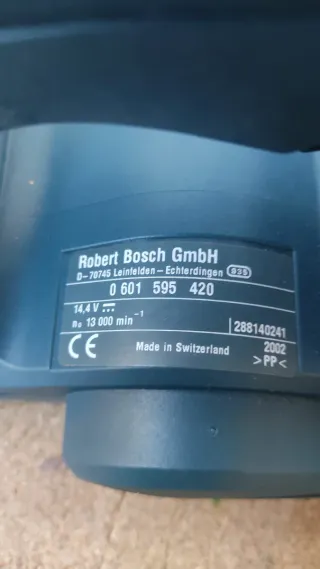 Robert Bosch GmbH
D-70745 Leinfelden-Echterdingen 935
0 601 595 420
14,4 V ⎓
n₀ 13 000 min⁻¹
288140241
CE Made in Switzerland 2002
>PP<